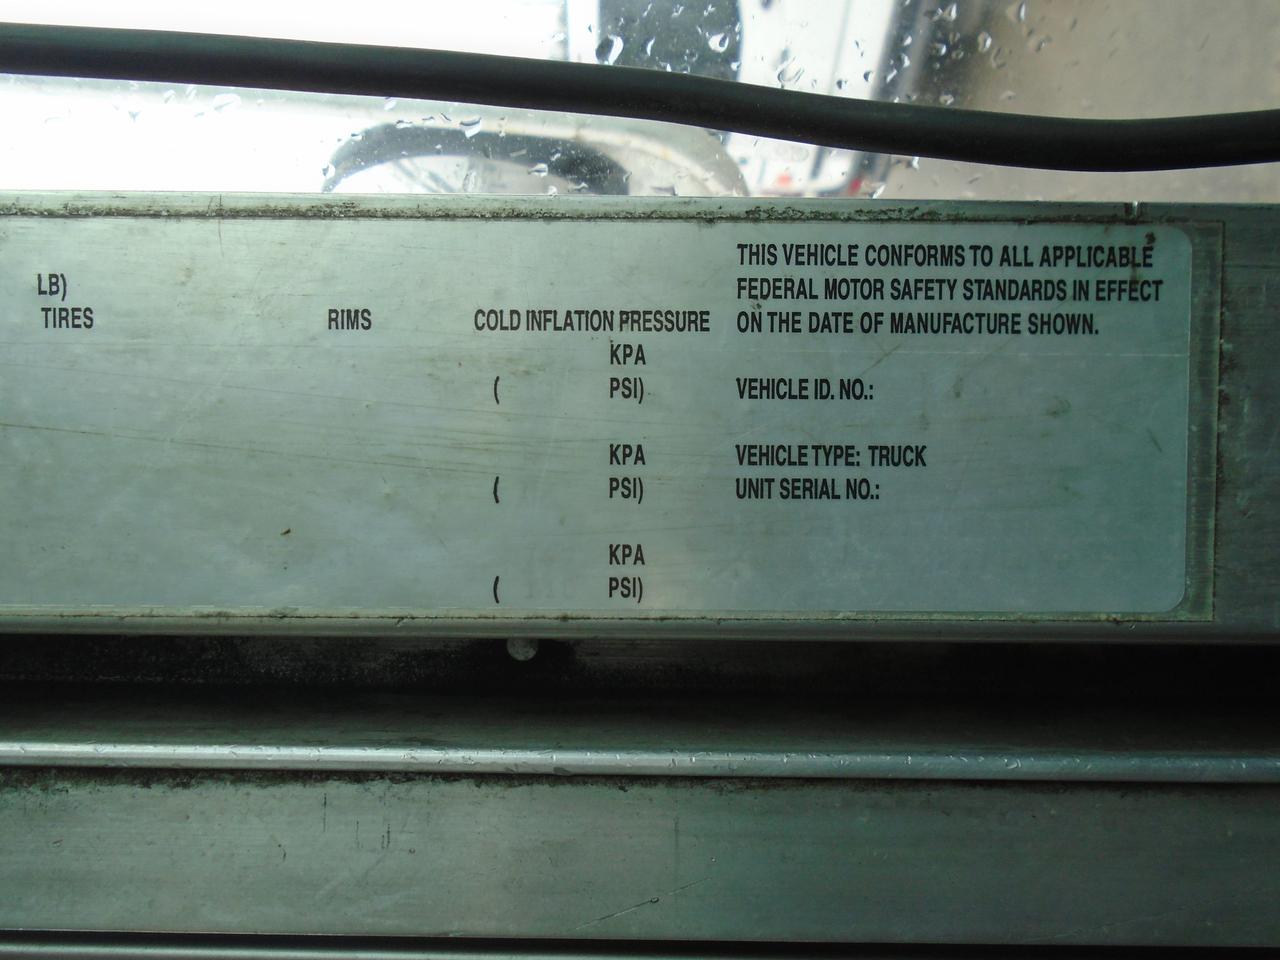 LB)
TIRES RIMS COLD INFLATION PRESSURE
KPA
( PSI)
KPA
( PSI)
KPA
( PSI)
THIS VEHICLE CONFORMS TO ALL APPLICABLE
FEDERAL MOTOR SAFETY STANDARDS IN EFFECT
ON THE DATE OF MANUFACTURE SHOWN.
VEHICLE ID. NO.:
VEHICLE TYPE: TRUCK
UNIT SERIAL NO.: